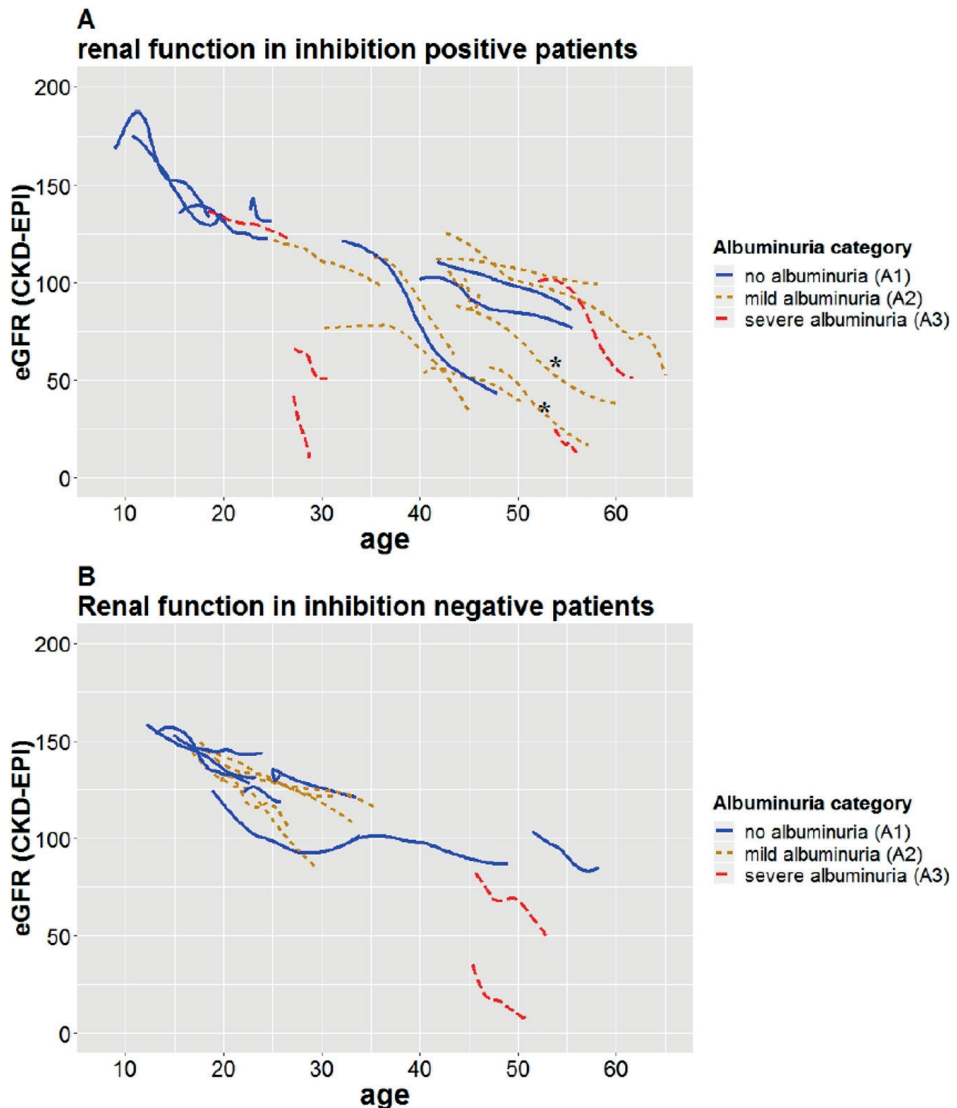 A
renal function in inhibition positive patients
200
150
100
50
0
eGFR (CKD-EPI)
*
*
10 20 30 40 50 60
age
Albuminuria category
no albuminuria (A1)
mild albuminuria (A2)
severe albuminuria (A3)
B
Renal function in inhibition negative patients
200
150
100
50
0
eGFR (CKD-EPI)
10 20 30 40 50 60
age
Albuminuria category
no albuminuria (A1)
mild albuminuria (A2)
severe albuminuria (A3)